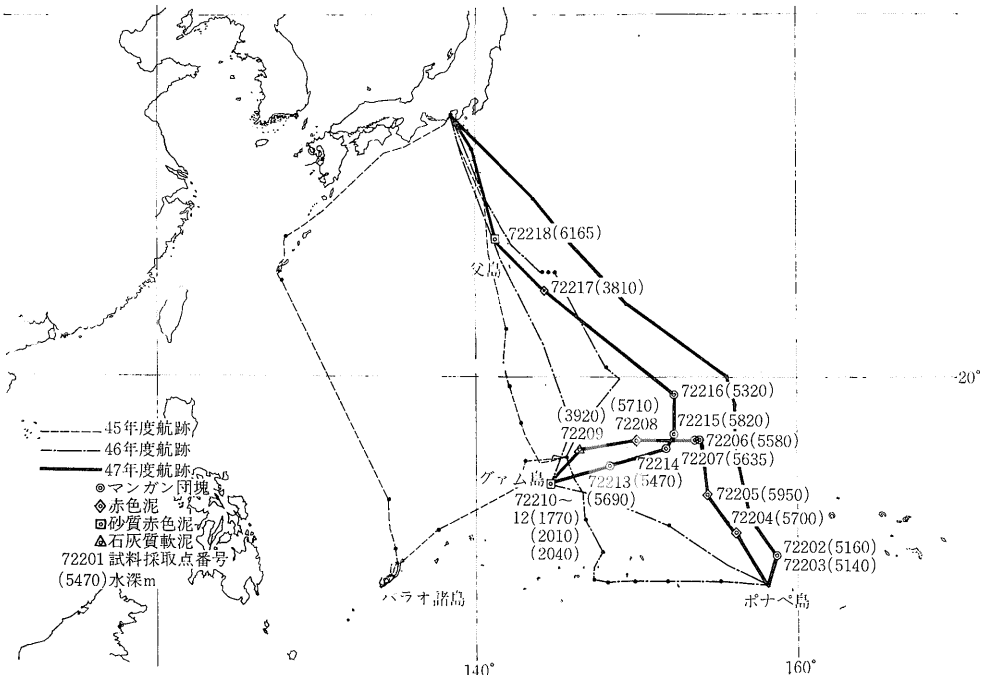 72218(6165)
父島
72217(3810)
20°
72216(5320)
(5710)
(3920)
72215(5820)
72208
72209
72206(5580)
72214
72207(5635)
グァム島
72213(5470)
72210～
(5690)
12(1770)
(2010)
(2040)
72205(5950)
72204(5700)
72202(5160)
72203(5140)
パラオ諸島
ポナペ島
140°
160°
45年度航跡
46年度航跡
47年度航跡
マンガン団塊
赤色泥
砂質赤色泥
石灰質軟泥
72201 試料採取点番号
(5470)水深m